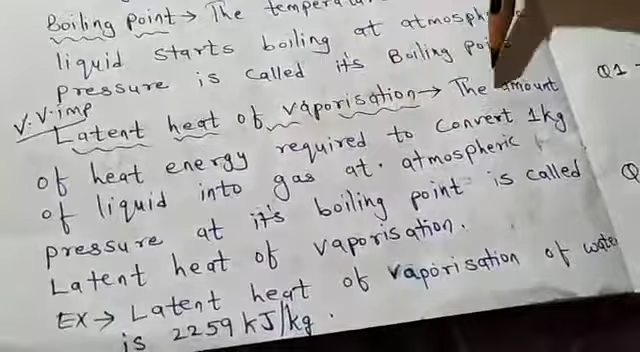 Boiling point → The
liquid starts boiling at
pressure is called it's Boiling
V.V.imp
Latent heat of vaporisation → The amount
of heat energy required to convert 1kg
of liquid into gas at atmospheric
pressure at it's boiling point is called
Latent heat of vaporisation.
EX → Latent heat of vaporisation of
is 2259 kJ/kg.
Q1 -
Q